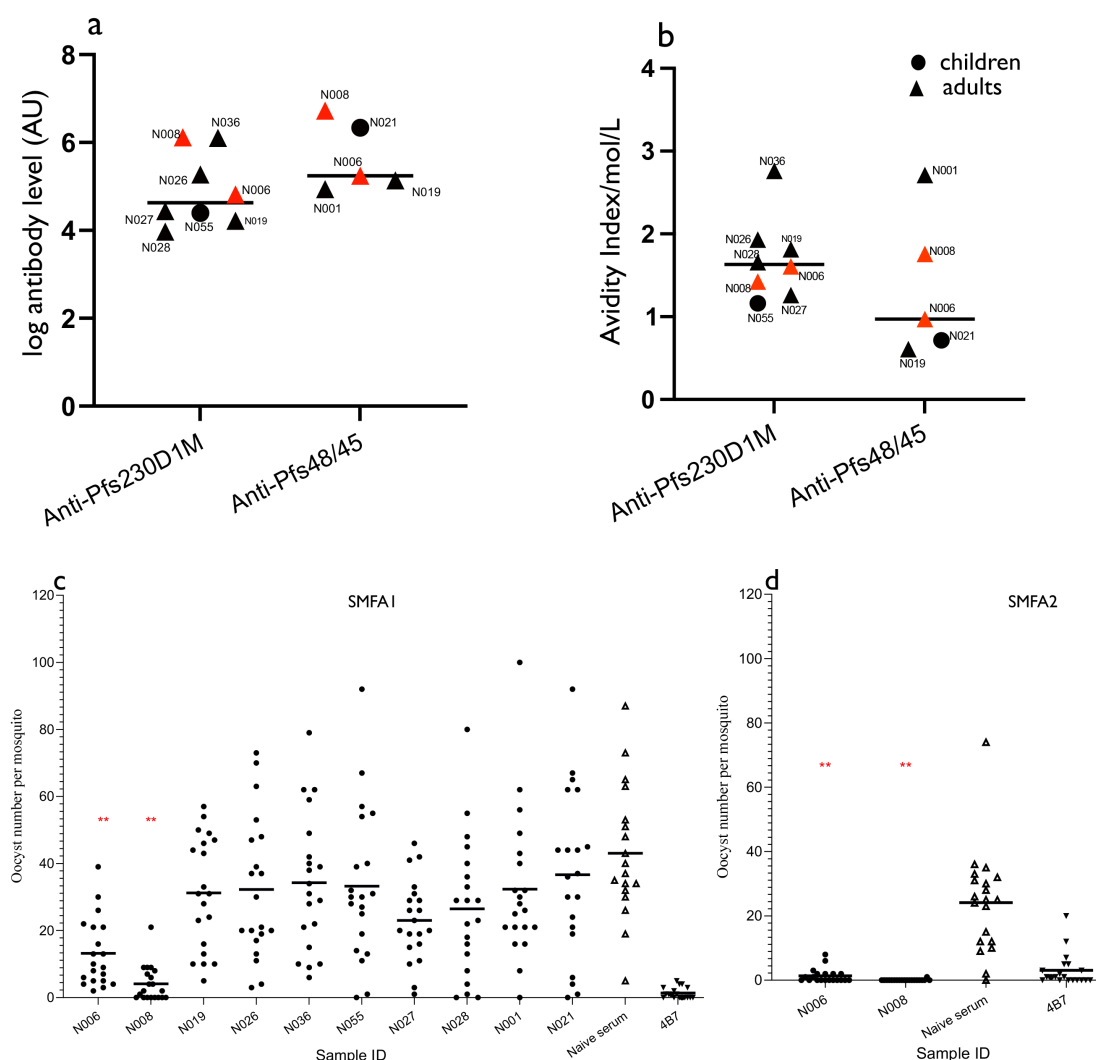 a
8
6
4
2
0
log antibody level (AU)
N008
N036
N026
N006
N027
N055
N019
N028
N008
N021
N006
N019
N001
Anti-Pfs230D1M
Anti-Pfs48/45
b
children
adults
4
3
2
1
0
Avidity Index/mol/L
N036
N026
N019
N028
N006
N008
N055
N027
N001
N008
N006
N021
N019
Anti-Pfs230D1M
Anti-Pfs48/45
c
SMFA1
120
100
80
60
40
20
0
Oocyst number per mosquito
**
**
N006
N008
N019
N026
N036
N055
N027
N028
N001
N021
Naive serum
4B7
Sample ID
d
SMFA2
120
100
80
60
40
20
0
Oocyst number per mosquito
**
**
N006
N008
Naive serum
4B7
Sample ID